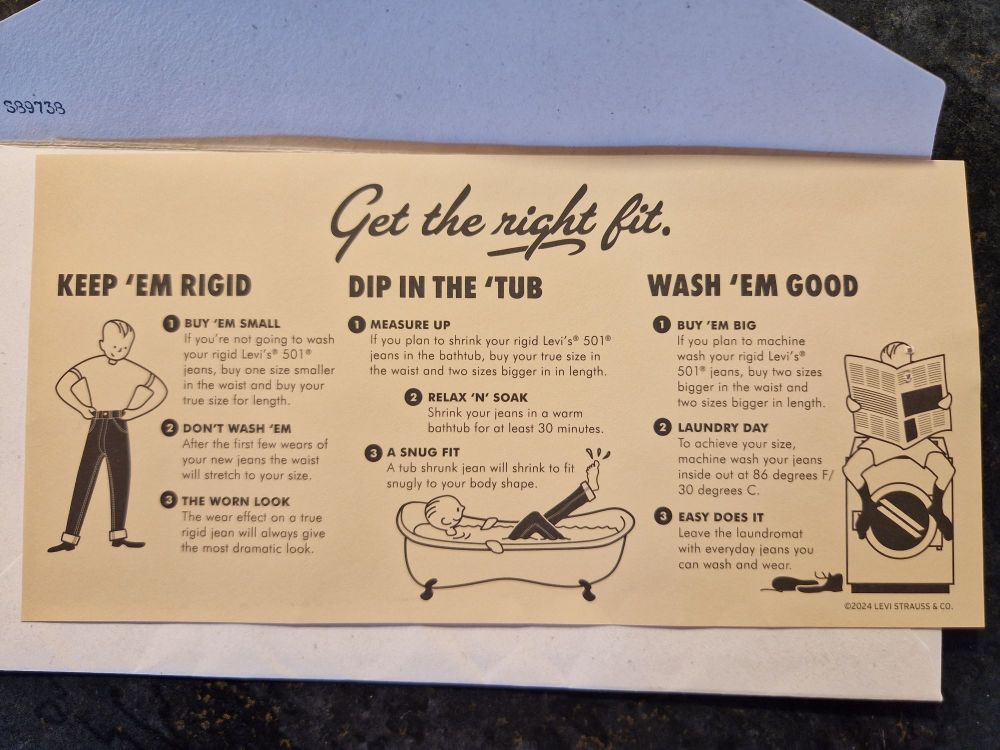 S89738
Get the right fit.
KEEP ‘EM RIGID
1 BUY ‘EM SMALL
If you’re not going to wash
your rigid Levi’s® 501®
jeans, buy one size smaller
in the waist and buy your
true size for length.
2 DON’T WASH ‘EM
After the first few wears of
your new jeans the waist
will stretch to your size.
3 THE WORN LOOK
The wear effect on a true
rigid jean will always give
the most dramatic look.
DIP IN THE ‘TUB
1 MEASURE UP
If you plan to shrink your rigid Levi’s® 501®
jeans in the bathtub, buy your true size in
the waist and two sizes bigger in in length.
2 RELAX ‘N’ SOAK
Shrink your jeans in a warm
bathtub for at least 30 minutes.
3 A SNUG FIT
A tub shrunk jean will shrink to fit
snugly to your body shape.
WASH ‘EM GOOD
1 BUY ‘EM BIG
If you plan to machine
wash your rigid Levi’s®
501® jeans, buy two sizes
bigger in the waist and
two sizes bigger in length.
2 LAUNDRY DAY
To achieve your size,
machine wash your jeans
inside out at 86 degrees F/
30 degrees C.
3 EASY DOES IT
Leave the laundromat
with everyday jeans you
can wash and wear.
©2024 LEVI STRAUSS & CO.